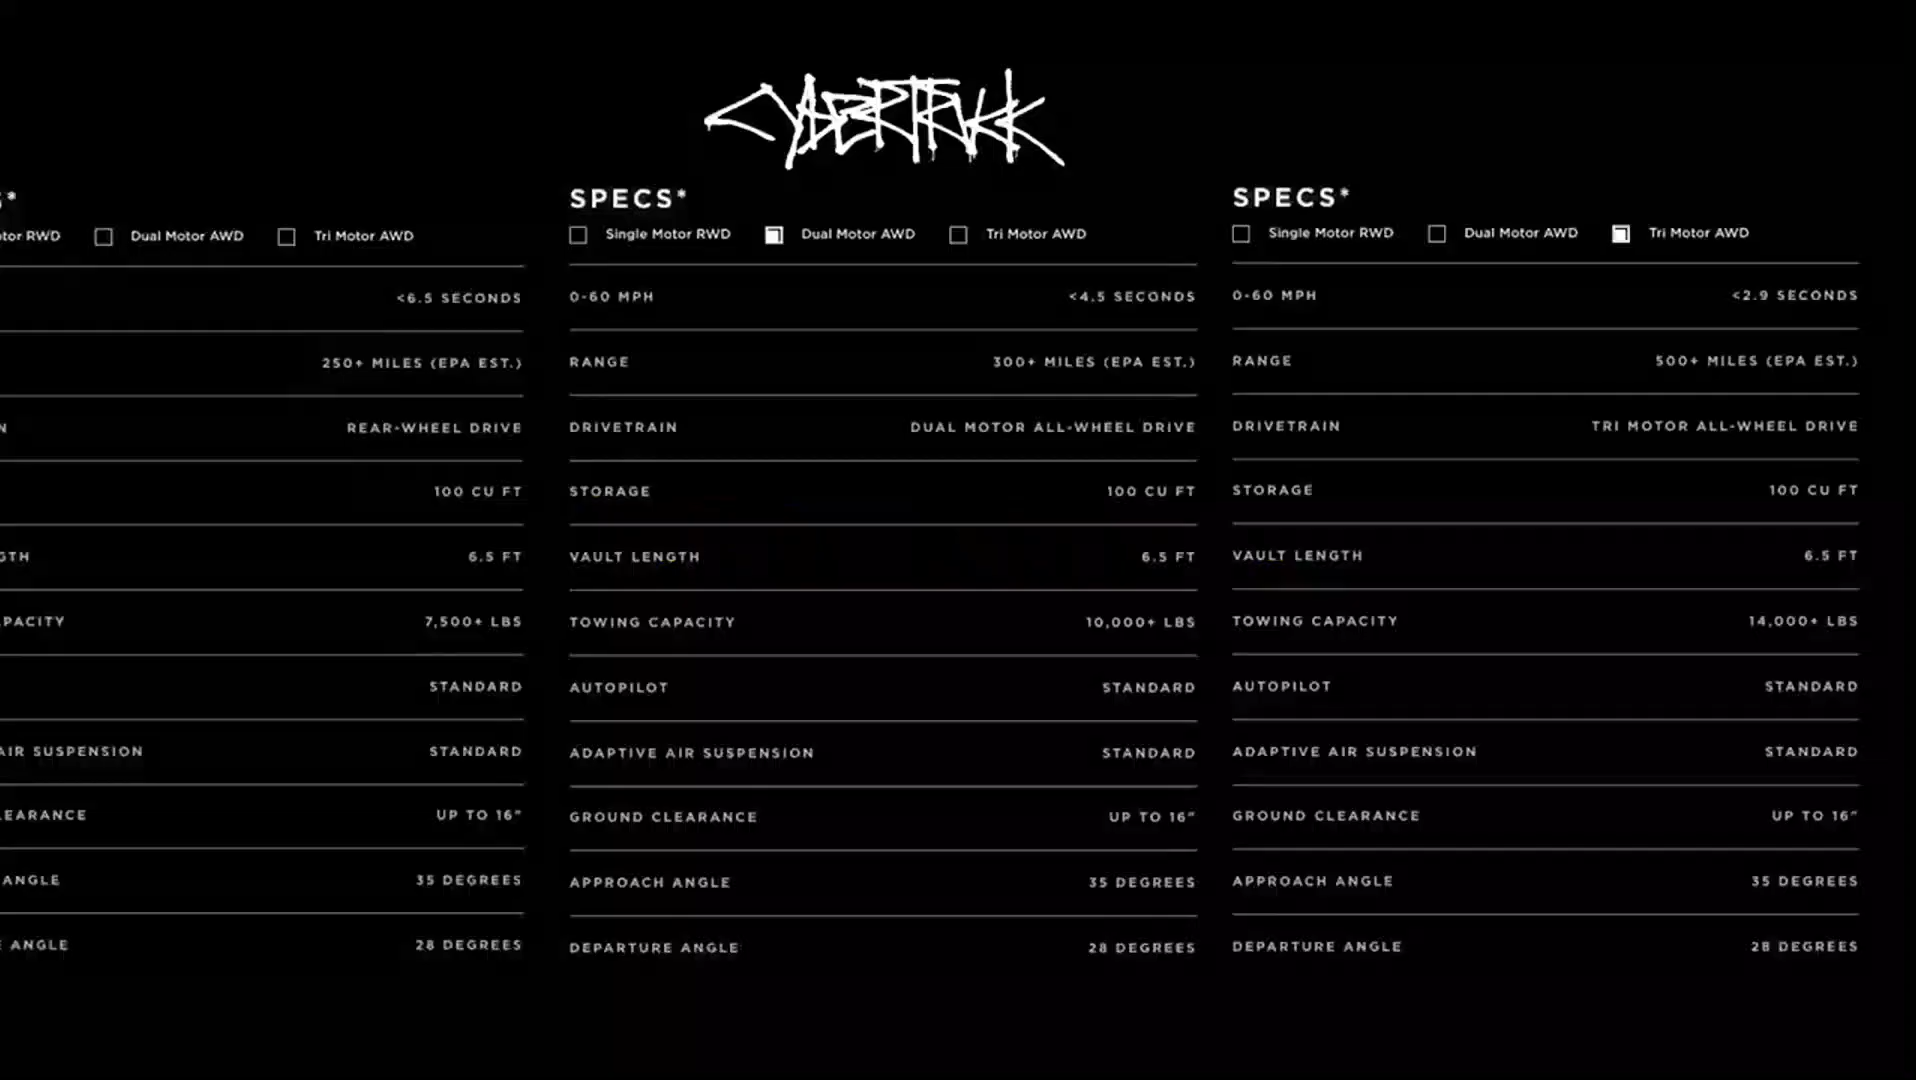 CYBERTRUCK
S*
tor RWD Dual Motor AWD Tri Motor AWD
<6.5 SECONDS
250+ MILES (EPA EST.)
N REAR-WHEEL DRIVE
100 CU FT
GTH 6.5 FT
PACITY 7,500+ LBS
STANDARD
AIR SUSPENSION STANDARD
LEARANCE UP TO 16"
ANGLE 35 DEGREES
E ANGLE 28 DEGREES
SPECS*
Single Motor RWD Dual Motor AWD Tri Motor AWD
0-60 MPH <4.5 SECONDS
RANGE 300+ MILES (EPA EST.)
DRIVETRAIN DUAL MOTOR ALL-WHEEL DRIVE
STORAGE 100 CU FT
VAULT LENGTH 6.5 FT
TOWING CAPACITY 10,000+ LBS
AUTOPILOT STANDARD
ADAPTIVE AIR SUSPENSION STANDARD
GROUND CLEARANCE UP TO 16"
APPROACH ANGLE 35 DEGREES
DEPARTURE ANGLE 28 DEGREES
SPECS*
Single Motor RWD Dual Motor AWD Tri Motor AWD
0-60 MPH <2.9 SECONDS
RANGE 500+ MILES (EPA EST.)
DRIVETRAIN TRI MOTOR ALL-WHEEL DRIVE
STORAGE 100 CU FT
VAULT LENGTH 6.5 FT
TOWING CAPACITY 14,000+ LBS
AUTOPILOT STANDARD
ADAPTIVE AIR SUSPENSION STANDARD
GROUND CLEARANCE UP TO 16"
APPROACH ANGLE 35 DEGREES
DEPARTURE ANGLE 28 DEGREES